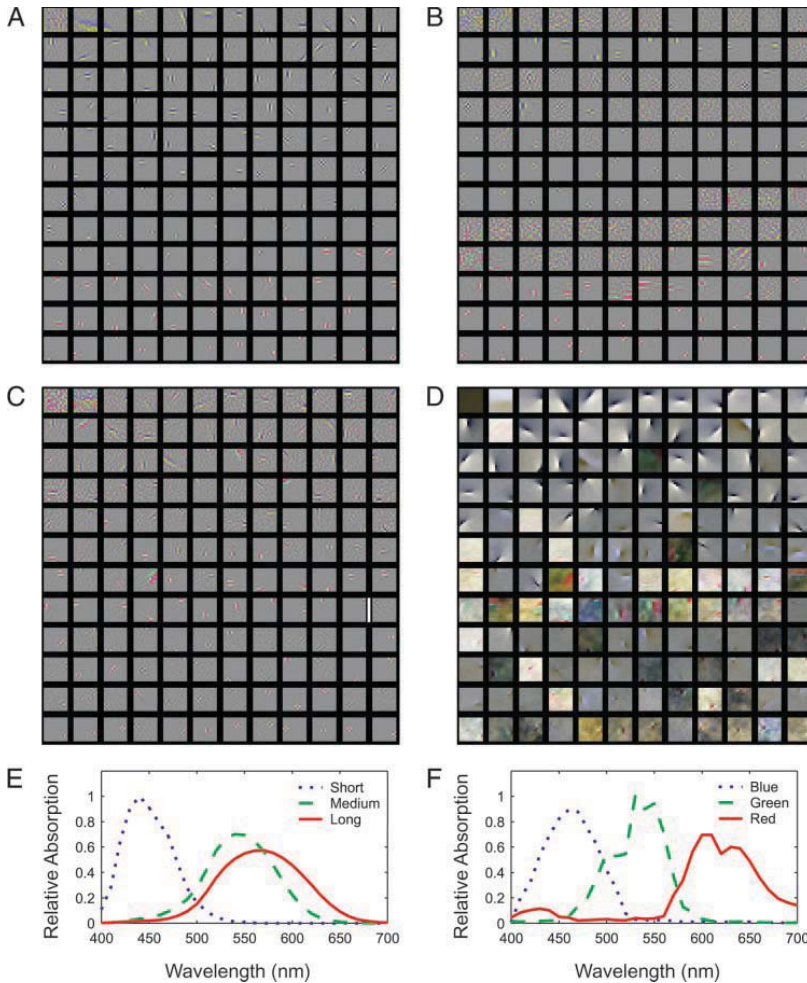 A
B
C
D
E
Relative Absorption
1
0.8
0.6
0.4
0.2
0
400
450
500
550
600
650
700
Wavelength (nm)
Short
Medium
Long
F
Relative Absorption
1
0.8
0.6
0.4
0.2
0
400
450
500
550
600
650
700
Wavelength (nm)
Blue
Green
Red